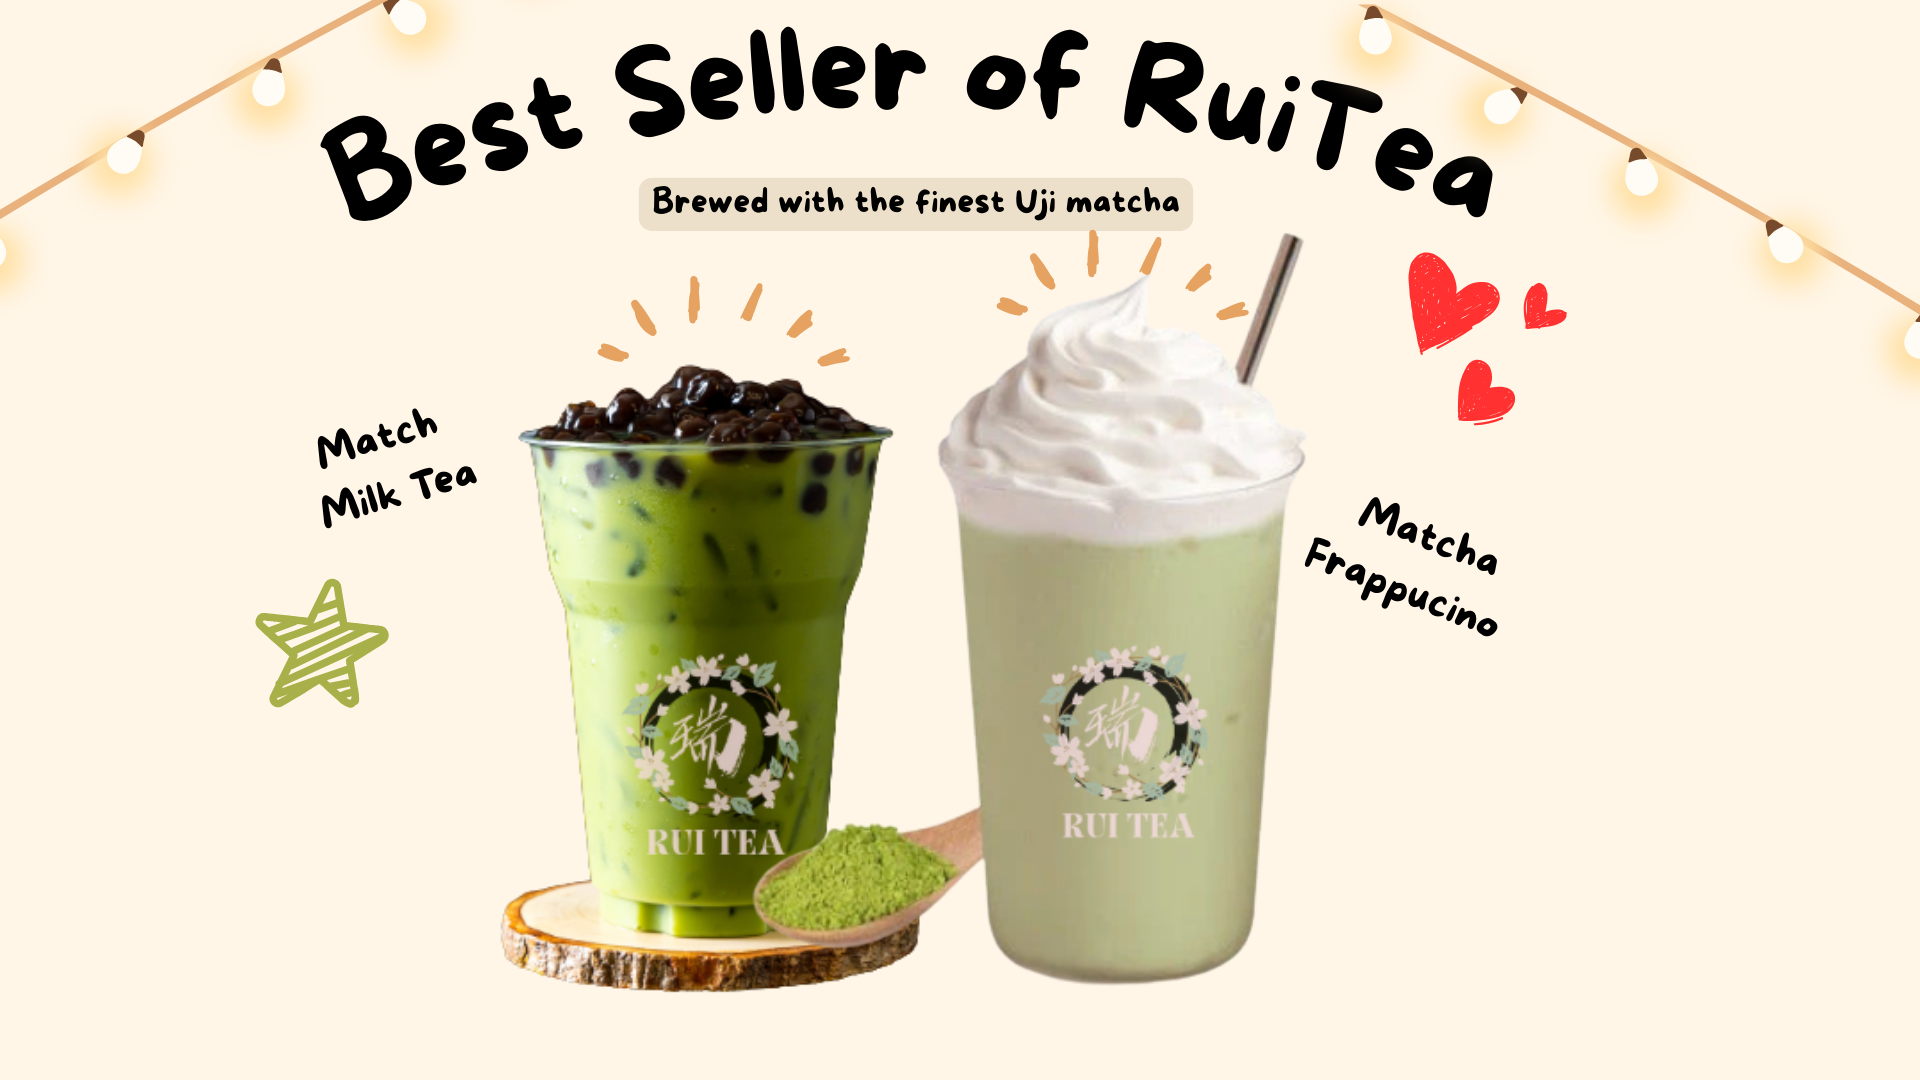 Best Seller of RuiTea
Brewed with the finest Uji matcha
Match
Milk Tea
Matcha
Frappucino
瑞
RUI TEA
瑞
RUI TEA